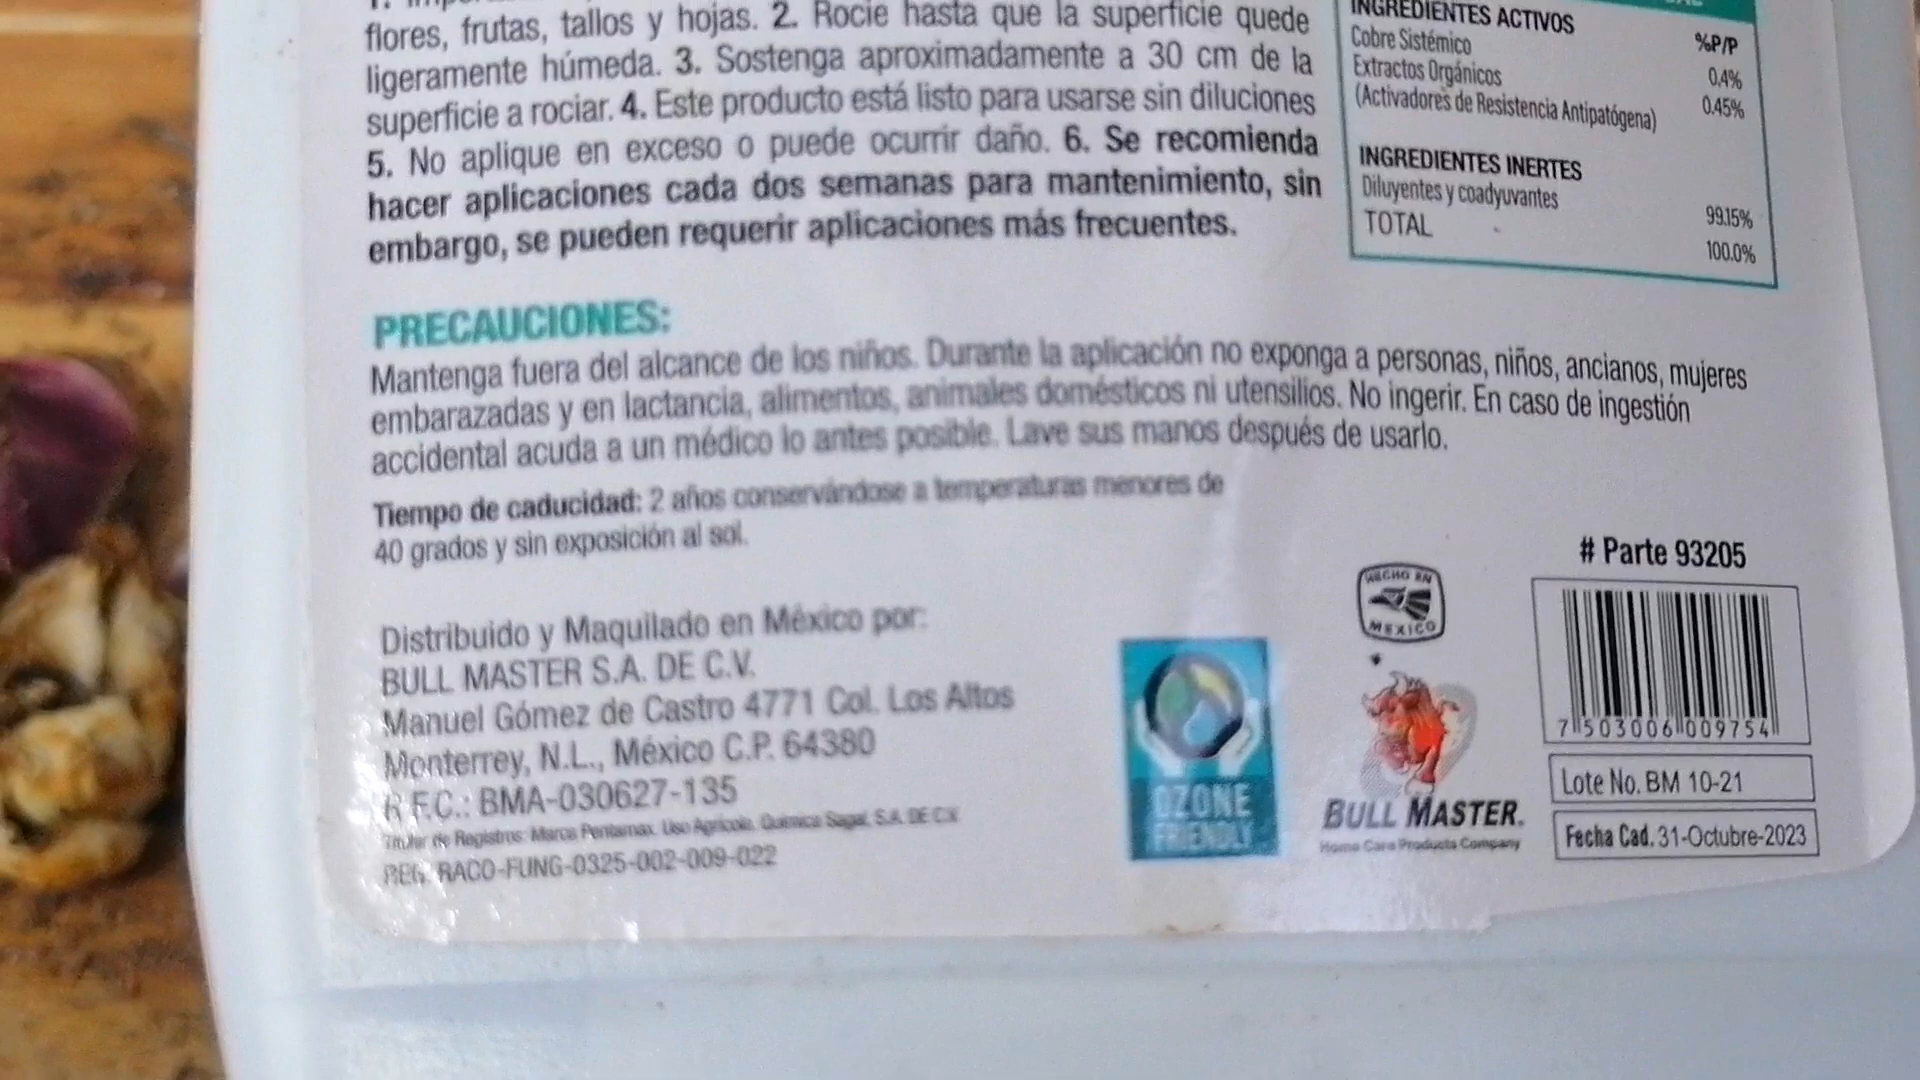 flores, frutas, tallos y hojas. 2. Rocíe hasta que la superficie quede
ligeramente húmeda. 3. Sostenga aproximadamente a 30 cm de la
superficie a rociar. 4. Este producto está listo para usarse sin diluciones
5. No aplique en exceso o puede ocurrir daño. 6. Se recomienda
hacer aplicaciones cada dos semanas para mantenimiento, sin
embargo, se pueden requerir aplicaciones más frecuentes.
INGREDIENTES ACTIVOS
%P/P
Cobre Sistémico
0.4%
Extractos Orgánicos
0.45%
(Activadores de Resistencia Antipatógena)
INGREDIENTES INERTES
Diluyentes y coadyuvantes
99.15%
TOTAL
100.0%
PRECAUCIONES:
Mantenga fuera del alcance de los niños. Durante la aplicación no exponga a personas, niños, ancianos, mujeres
embarazadas y en lactancia, alimentos, animales domésticos ni utensilios. No ingerir. En caso de ingestión
accidental acuda a un médico lo antes posible. Lave sus manos después de usarlo.
Tiempo de caducidad: 2 años conservándose a temperaturas menores de
40 grados y sin exposición al sol.
Distribuido y Maquilado en México por:
BULL MASTER S.A. DE C.V.
Manuel Gómez de Castro 4771 Col. Los Altos
Monterrey, N.L., México C.P. 64380
R.F.C.: BMA-030627-135
Titular de Registros: Marca Pentamax. Uso Agrícola. Química Sagal, S.A. DE C.V.
REG. RACO-FUNG-0325-002-009-022
OZONE
FRIENDLY
HECHO EN
MEXICO
BULL MASTER.
Home Care Products Company
# Parte 93205
7 503006 009754
Lote No. BM 10-21
Fecha Cad. 31-Octubre-2023